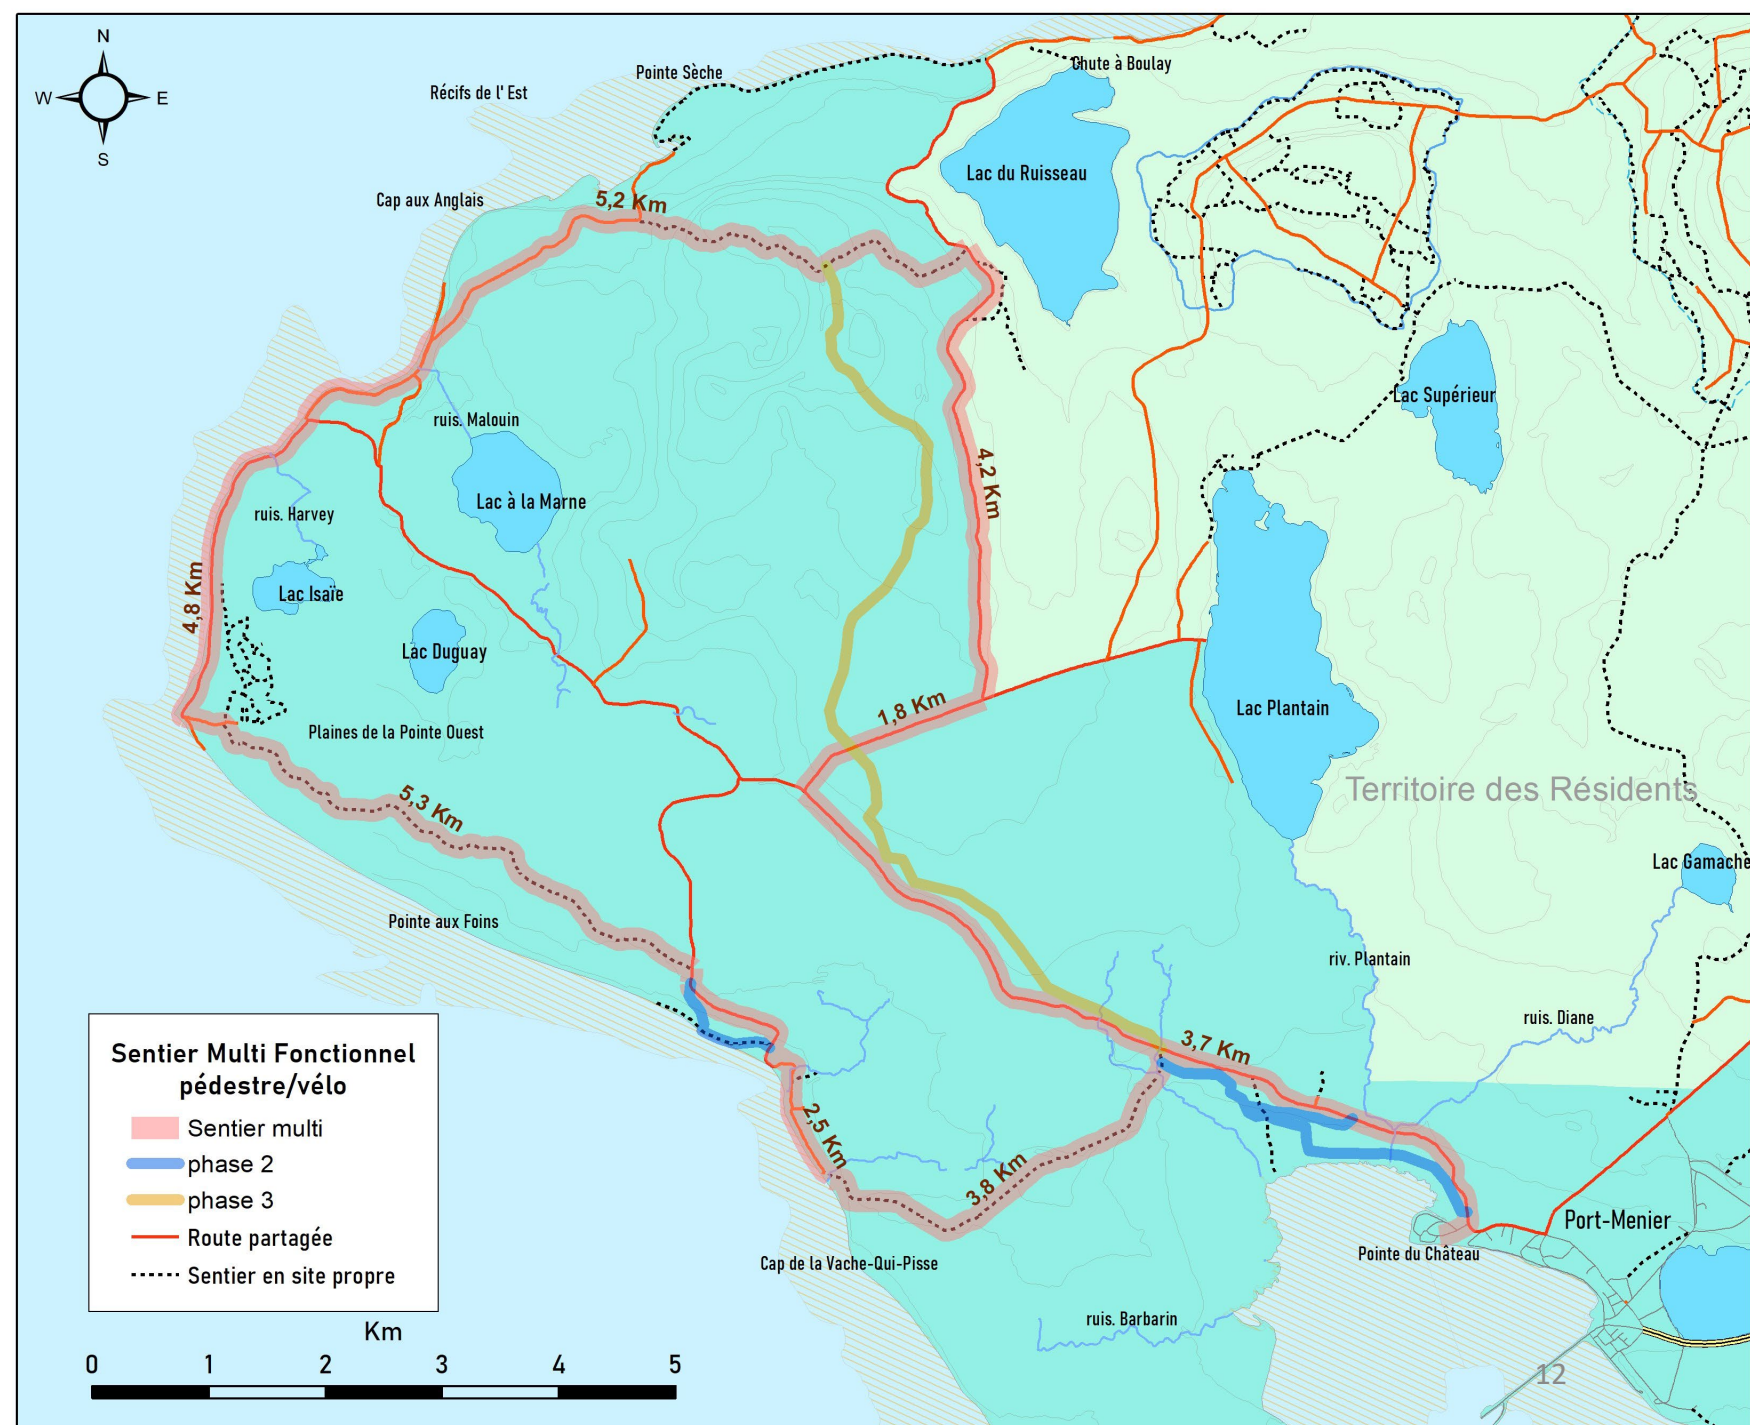 N
W
E
S
Récifs de l' Est
Pointe Sèche
Chute à Boulay
Lac du Ruisseau
Cap aux Anglais
5,2 Km
ruis. Malouin
Lac Supérieur
Lac à la Marne
4,2 Km
ruis. Harvey
4,8 Km
Lac Isaïe
Lac Duguay
1,8 Km
Lac Plantain
Plaines de la Pointe Ouest
5,3 Km
Territoire des Résidents
Lac Gamache
Pointe aux Foins
riv. Plantain
ruis. Diane
3,7 Km
2,5 Km
3,8 Km
Port-Menier
Pointe du Château
Cap de la Vache-Qui-Pisse
ruis. Barbarin
Sentier Multi Fonctionnel
pédestre/vélo
Sentier multi
phase 2
phase 3
Route partagée
Sentier en site propre
Km
0 1 2 3 4 5
12